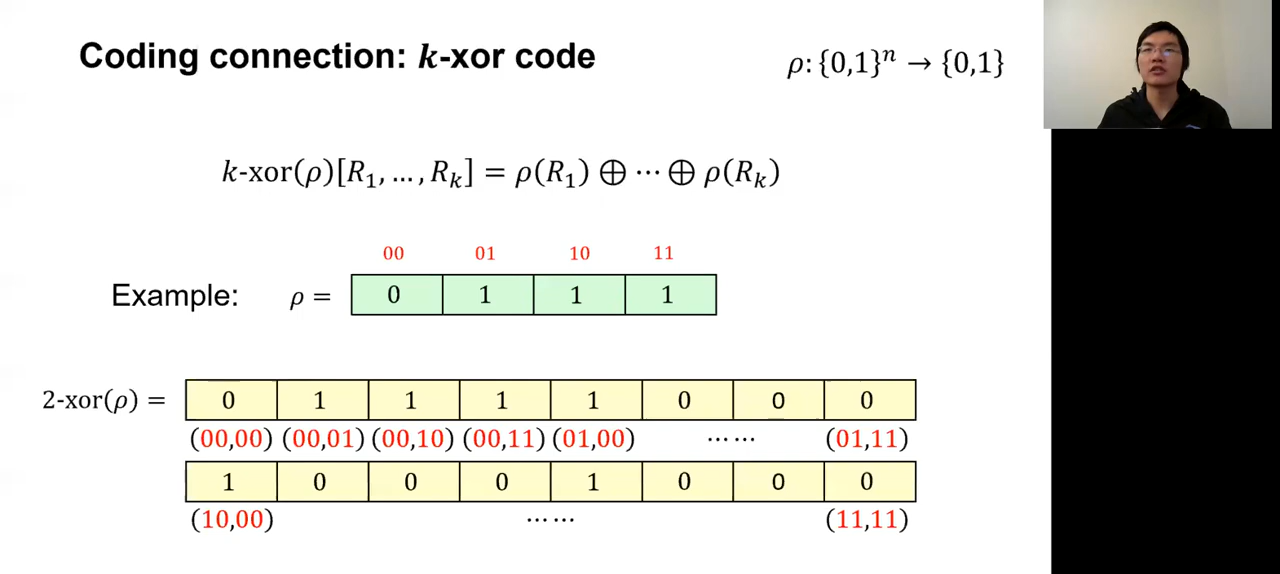 Coding connection: k-xor code
ρ: {0,1}ⁿ → {0,1}
k-xor(ρ)[R₁, …, Rₖ] = ρ(R₁) ⊕ ⋯ ⊕ ρ(Rₖ)
00 01 10 11
Example: ρ = 0 1 1 1
2-xor(ρ) = 0 1 1 1 1 0 0 0
(00,00) (00,01) (00,10) (00,11) (01,00) ⋯⋯ (01,11)
1 0 0 0 1 0 0 0
(10,00) ⋯⋯ (11,11)